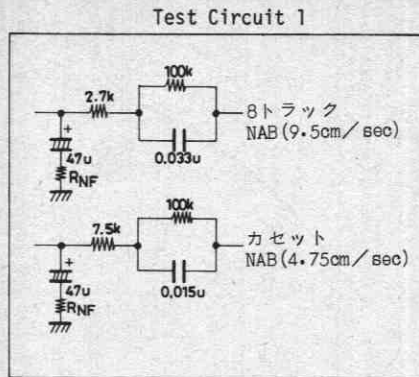 Test Circuit 1
100k
2.7k
+
47u
RNF
0.033u
8トラック
NAB(9.5cm/sec)
100k
7.5k
+
47u
RNF
0.015u
カセット
NAB(4.75cm/sec)